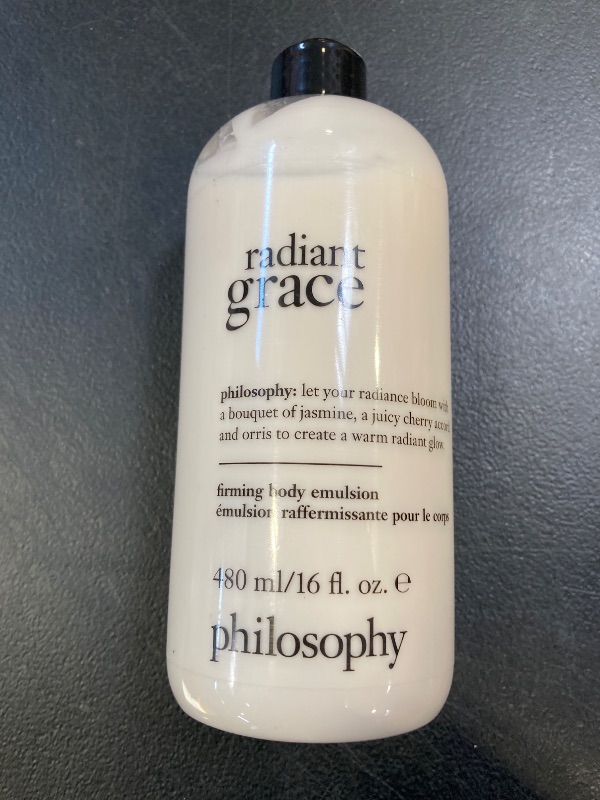 radiant
grace
philosophy: let your radiance bloom with
a bouquet of jasmine, a juicy cherry accord
and orris to create a warm radiant glow.
firming body emulsion
émulsion raffermissante pour le corps
480 ml/16 fl. oz. ℮
philosophy